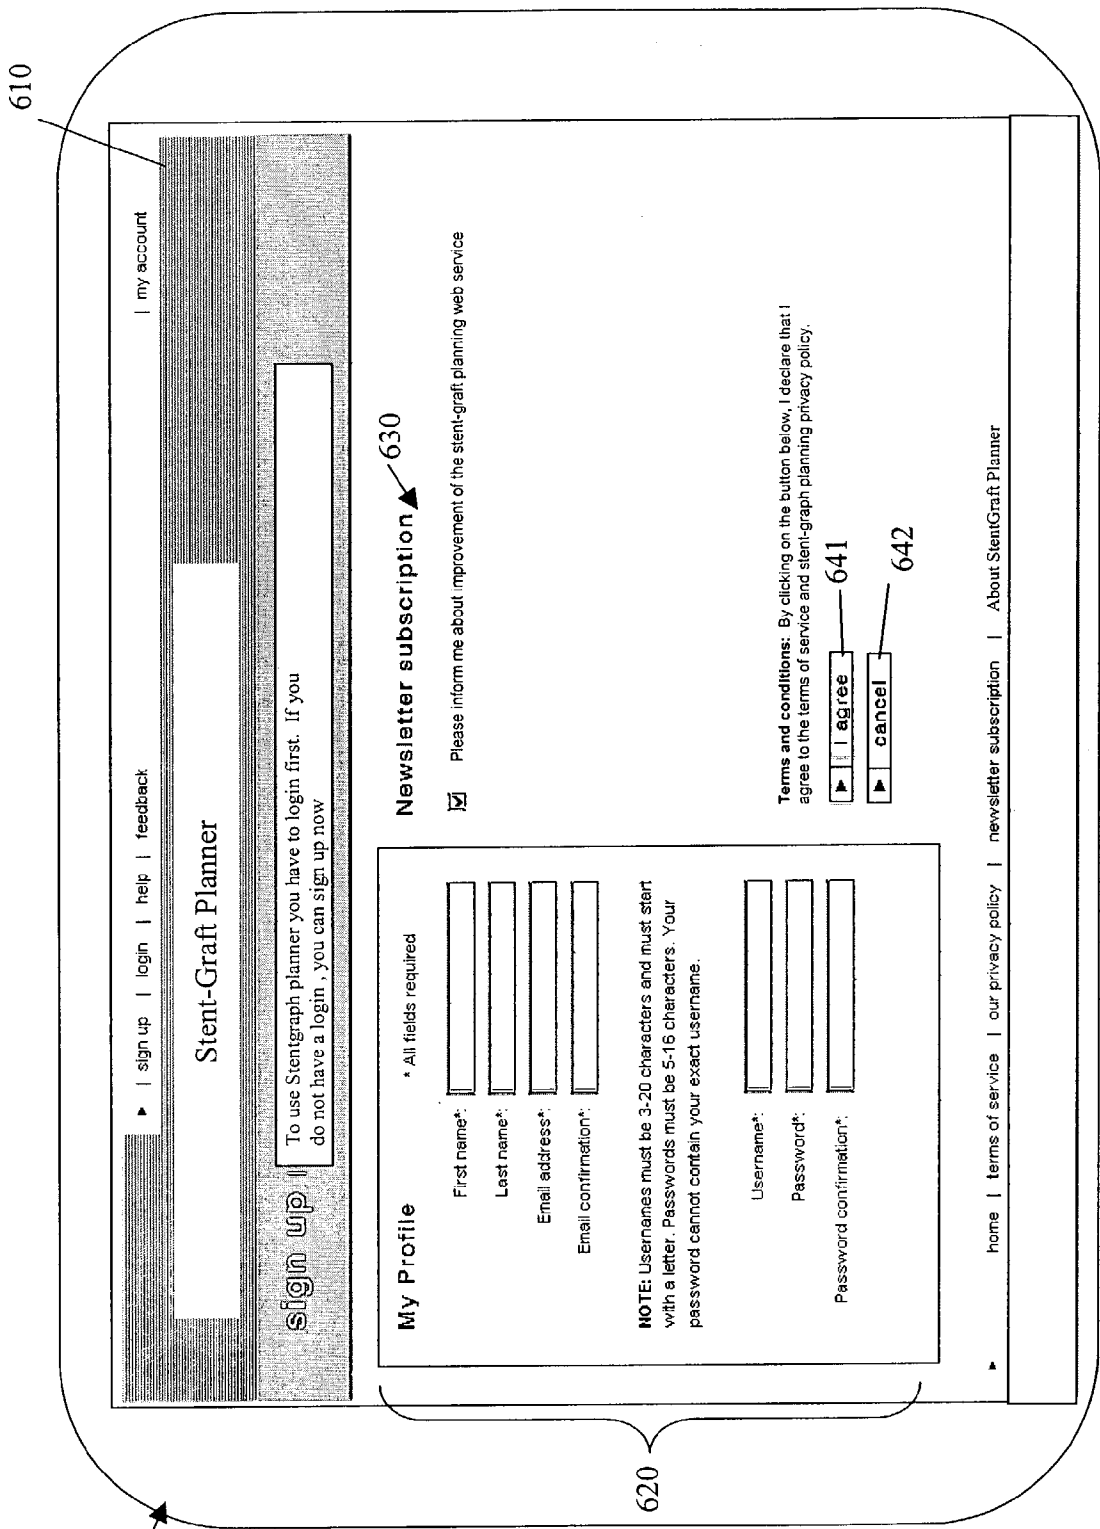 610
| sign up | login | help | feedback
| my account
Stent-Graft Planner
sign up
To use Stentgraph planner you have to login first. If you
do not have a login , you can sign up now
620
My Profile
* All fields required
First name*:
Last name*:
Email address*:
Email confirmation*:
NOTE: Usernames must be 3-20 characters and must start
with a letter. Passwords must be 5-16 characters. Your
password cannot contain your exact username.
Username*:
Password*:
Password confirmation*:
Newsletter subscription
630
Please inform me about improvement of the stent-graft planning web service
Terms and conditions: By clicking on the button below, I declare that I
agree to the terms of service and stent-graph planning privacy policy.
I agree
641
cancel
642
home | terms of service | our privacy policy | newsletter subscription | About StentGraft Planner